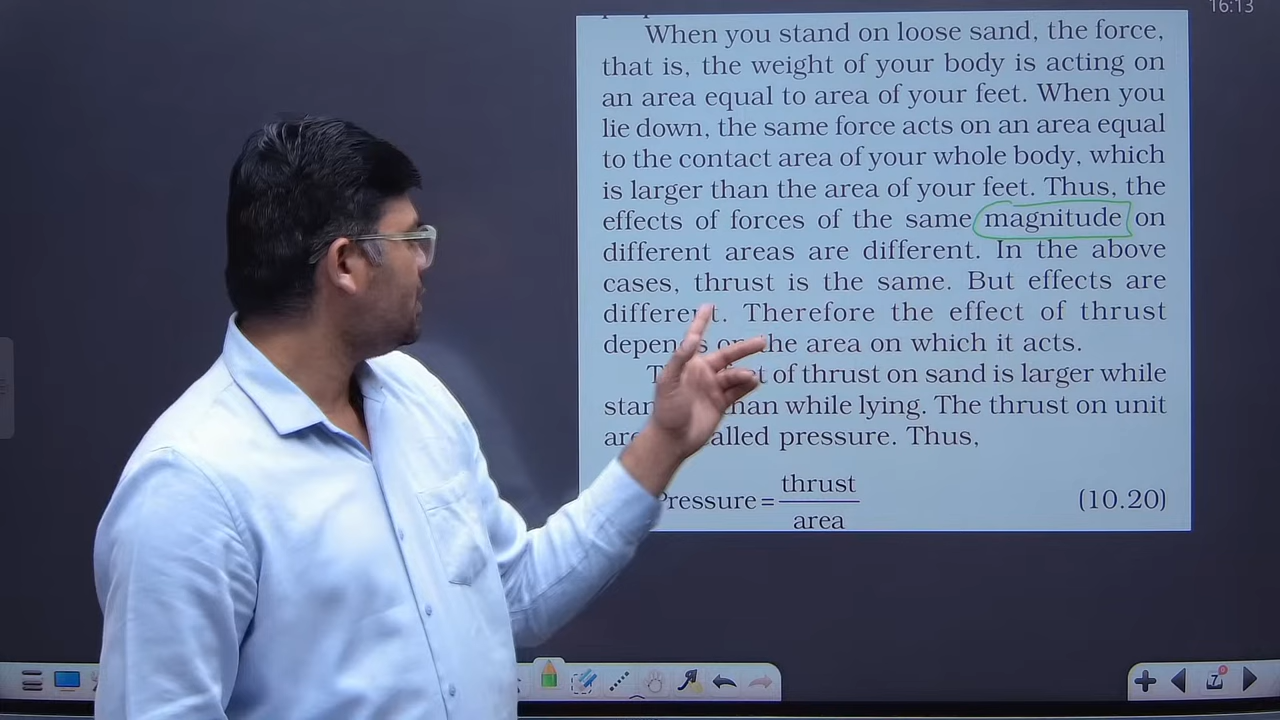 16:13
When you stand on loose sand, the force,
that is, the weight of your body is acting on
an area equal to area of your feet. When you
lie down, the same force acts on an area equal
to the contact area of your whole body, which
is larger than the area of your feet. Thus, the
effects of forces of the same magnitude on
different areas are different. In the above
cases, thrust is the same. But effects are
different. Therefore the effect of thrust
depends on the area on which it acts.
of thrust on sand is larger while
than while lying. The thrust on unit
called pressure. Thus,
Pressure = thrust
area
(10.20)
7